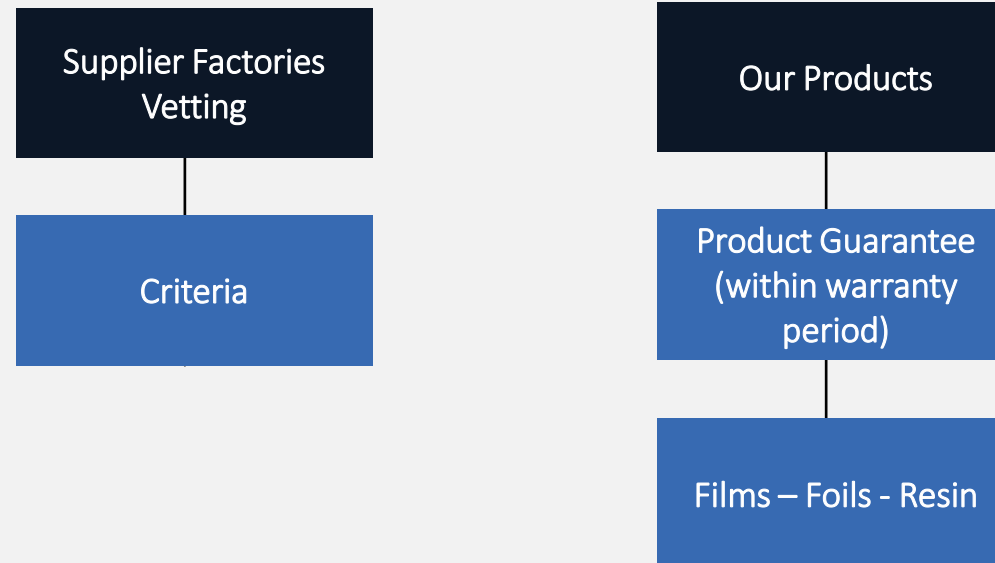 Supplier Factories
Vetting
Criteria
Our Products
Product Guarantee
(within warranty
period)
Films – Foils - Resin